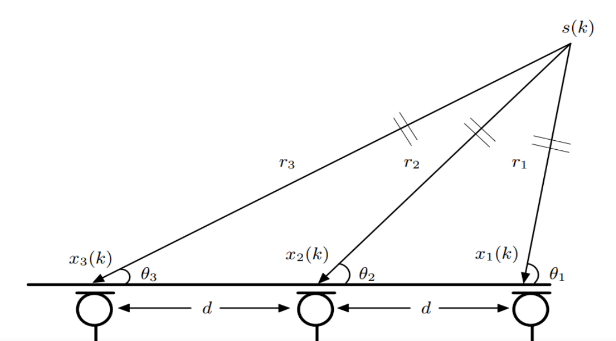 s(k)
r₃ r₂ r₁
x₃(k) x₂(k) x₁(k)
θ₃ θ₂ θ₁
d d